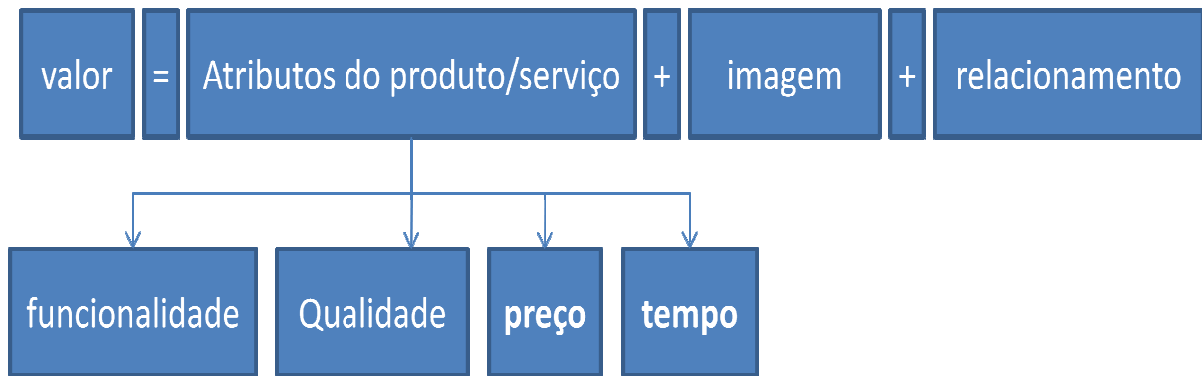 valor = Atributos do produto/serviço + imagem + relacionamento
funcionalidade Qualidade preço tempo